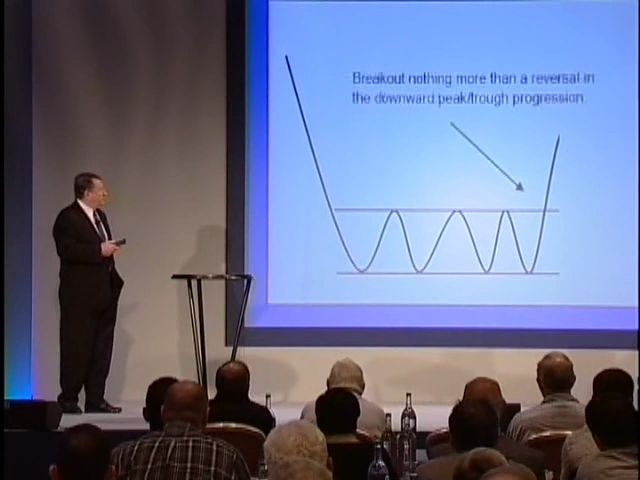 Breakout nothing more than a reversal in
the downward peak/trough progression.